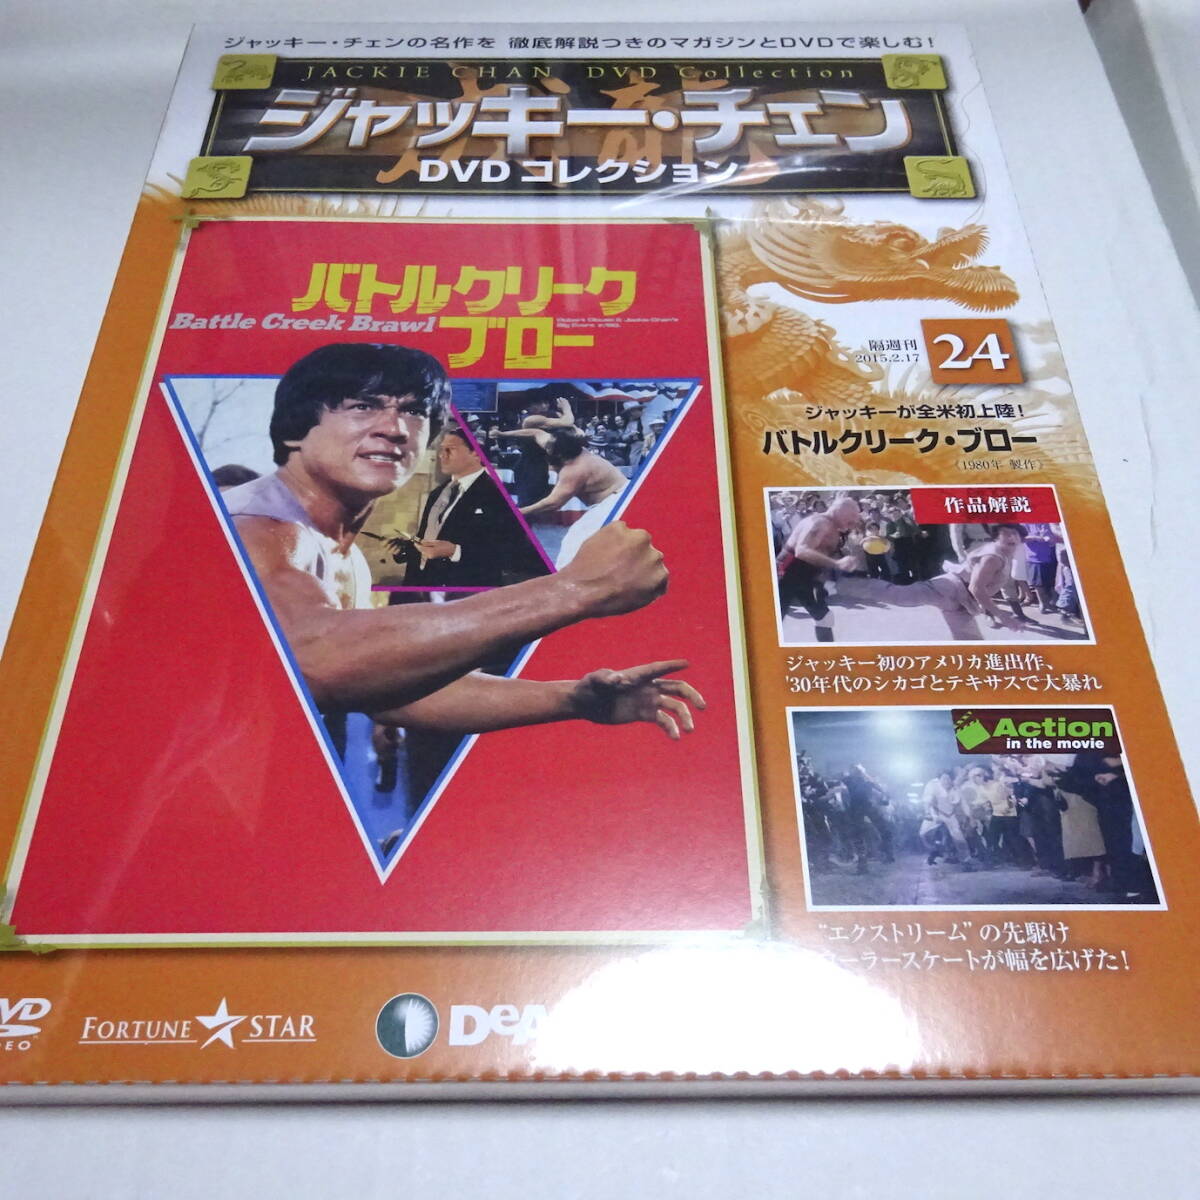 ジャッキー・チェンの名作を 徹底解説つきのマガジンとDVDで楽しむ！
JACKIE CHAN DVD Collection
ジャッキー・チェン
DVD コレクション
バトルクリーク
Battle Creek Brawl
ブロー
隔週刊
2015.2.17
24
ジャッキーが全米初上陸！
バトルクリーク・ブロー
〈1980年 製作〉
作品解説
ジャッキー初のアメリカ進出作、
'30年代のシカゴとテキサスで大暴れ
Action
in the movie
“エクストリーム”の先駆け
ーラースケートが幅を広げた！
FORTUNE STAR
DeA